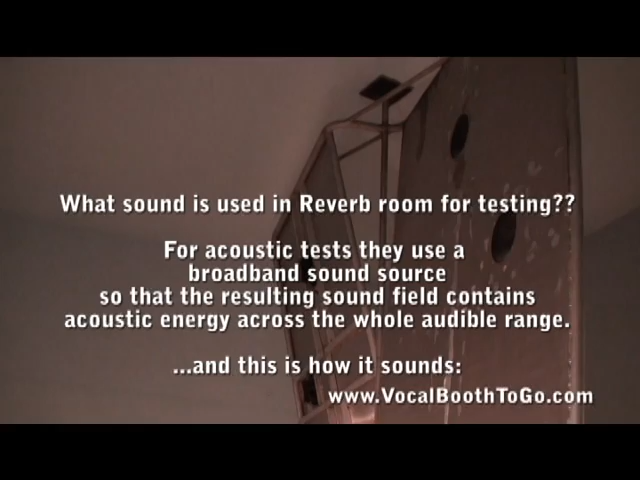 What sound is used in Reverb room for testing??
For acoustic tests they use a
broadband sound source
so that the resulting sound field contains
acoustic energy across the whole audible range.
...and this is how it sounds:
www.VocalBoothToGo.com